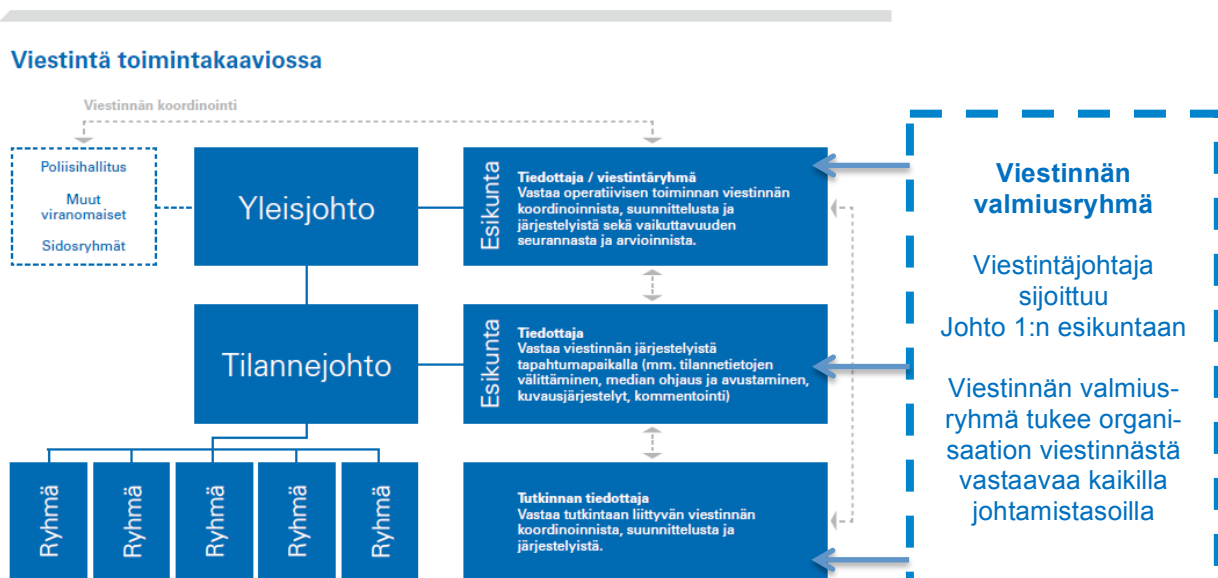 Viestintä toimintakaaviossa
Viestinnän koordinointi
Poliisihallitus
Muut
viranomaiset
Sidosryhmät
Yleisjohto
Esikunta
Tiedottaja / viestintäryhmä
Vastaa operatiivisen toiminnan viestinnän
koordinoinnista, suunnittelusta ja
järjestelyistä sekä vaikuttavuuden
seurannasta ja arvioinnista.
Tilannejohto
Esikunta
Tiedottaja
Vastaa viestinnän järjestelyistä
tapahtumapaikalla (mm. tilannetietojen
välittäminen, median ohjaus ja avustaminen,
kuvausjärjestelyt, kommentointi)
Ryhmä
Ryhmä
Ryhmä
Ryhmä
Ryhmä
Tutkinnan tiedottaja
Vastaa tutkintaan liittyvän viestinnän
koordinoinnista, suunnittelusta ja
järjestelyistä.
Viestinnän
valmiusryhmä
Viestintäjohtaja
sijoittuu
Johto 1:n esikuntaan
Viestinnän valmius-
ryhmä tukee organi-
saation viestinnästä
vastaavaa kaikilla
johtamistasoilla